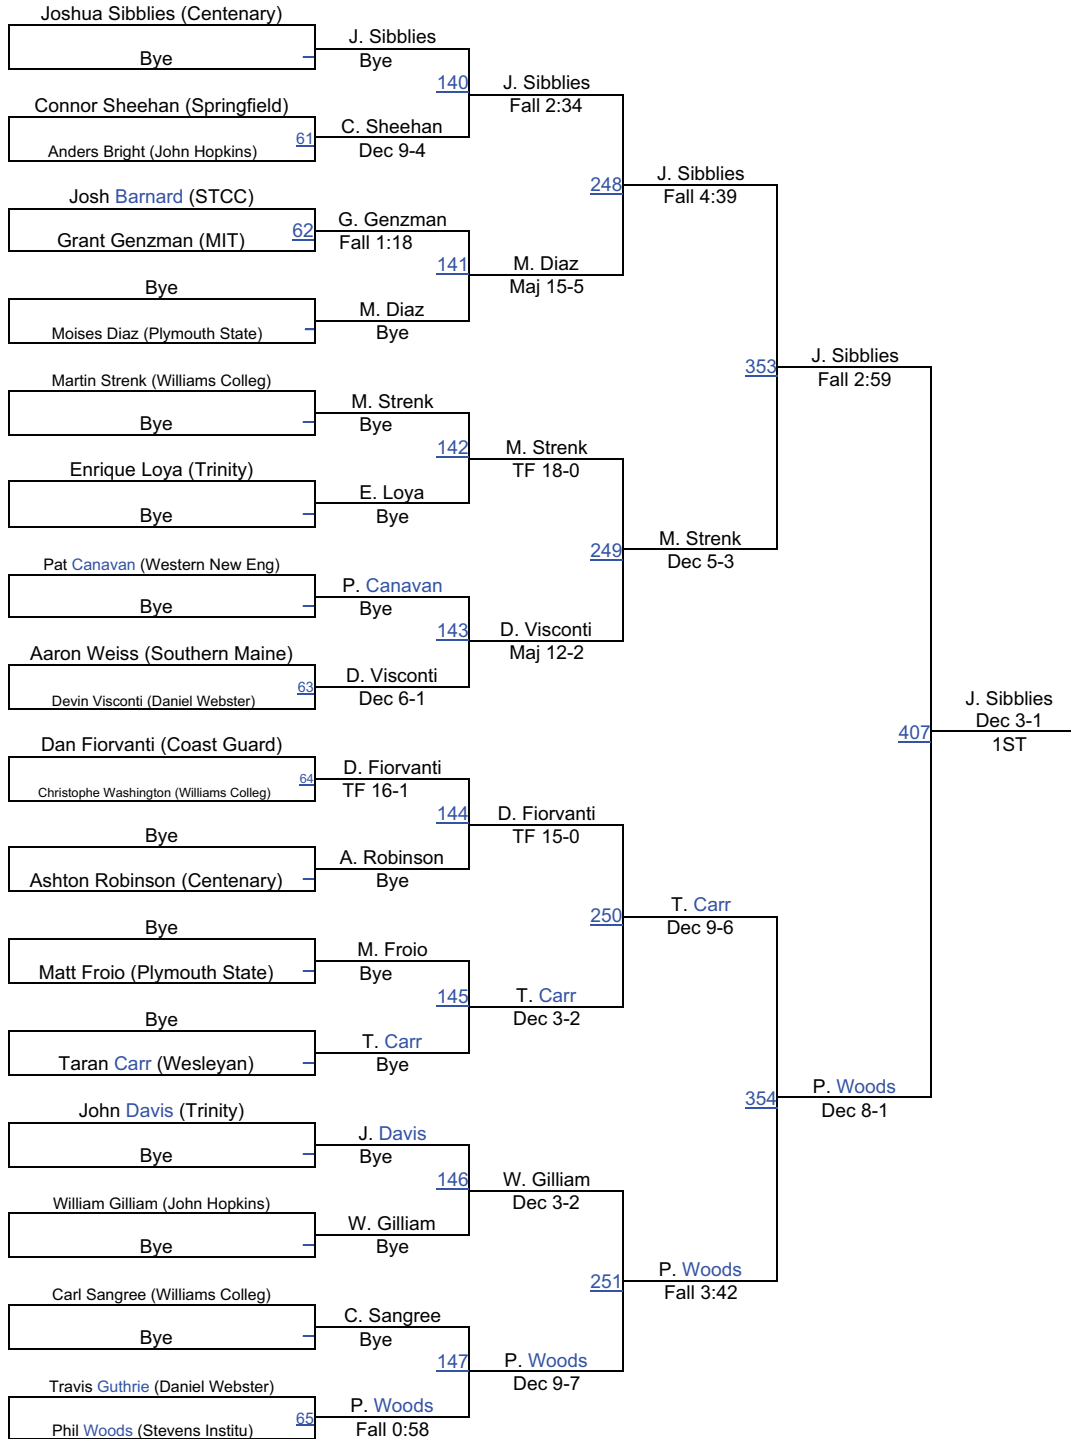 Joshua Sibblies (Centenary)
Bye
J. Sibblies
Bye
140
J. Sibblies
Fall 2:34
Connor Sheehan (Springfield)
Anders Bright (John Hopkins)
61
C. Sheehan
Dec 9-4
248
J. Sibblies
Fall 4:39
Josh Barnard (STCC)
Grant Genzman (MIT)
62
G. Genzman
Fall 1:18
141
M. Diaz
Maj 15-5
Bye
Moises Diaz (Plymouth State)
M. Diaz
Bye
353
J. Sibblies
Fall 2:59
Martin Strenk (Williams Colleg)
Bye
M. Strenk
Bye
142
M. Strenk
TF 18-0
Enrique Loya (Trinity)
Bye
E. Loya
Bye
249
M. Strenk
Dec 5-3
Pat Canavan (Western New Eng)
Bye
P. Canavan
Bye
143
D. Visconti
Maj 12-2
Aaron Weiss (Southern Maine)
Devin Visconti (Daniel Webster)
63
D. Visconti
Dec 6-1
407
J. Sibblies
Dec 3-1
1ST
Dan Fiorvanti (Coast Guard)
Christophe Washington (Williams Colleg)
64
D. Fiorvanti
TF 16-1
144
D. Fiorvanti
TF 15-0
Bye
Ashton Robinson (Centenary)
A. Robinson
Bye
250
T. Carr
Dec 9-6
Bye
Matt Froio (Plymouth State)
M. Froio
Bye
145
T. Carr
Dec 3-2
Bye
Taran Carr (Wesleyan)
T. Carr
Bye
354
P. Woods
Dec 8-1
John Davis (Trinity)
Bye
J. Davis
Bye
146
W. Gilliam
Dec 3-2
William Gilliam (John Hopkins)
Bye
W. Gilliam
Bye
251
P. Woods
Fall 3:42
Carl Sangree (Williams Colleg)
Bye
C. Sangree
Bye
147
P. Woods
Dec 9-7
Travis Guthrie (Daniel Webster)
Phil Woods (Stevens Institu)
65
P. Woods
Fall 0:58